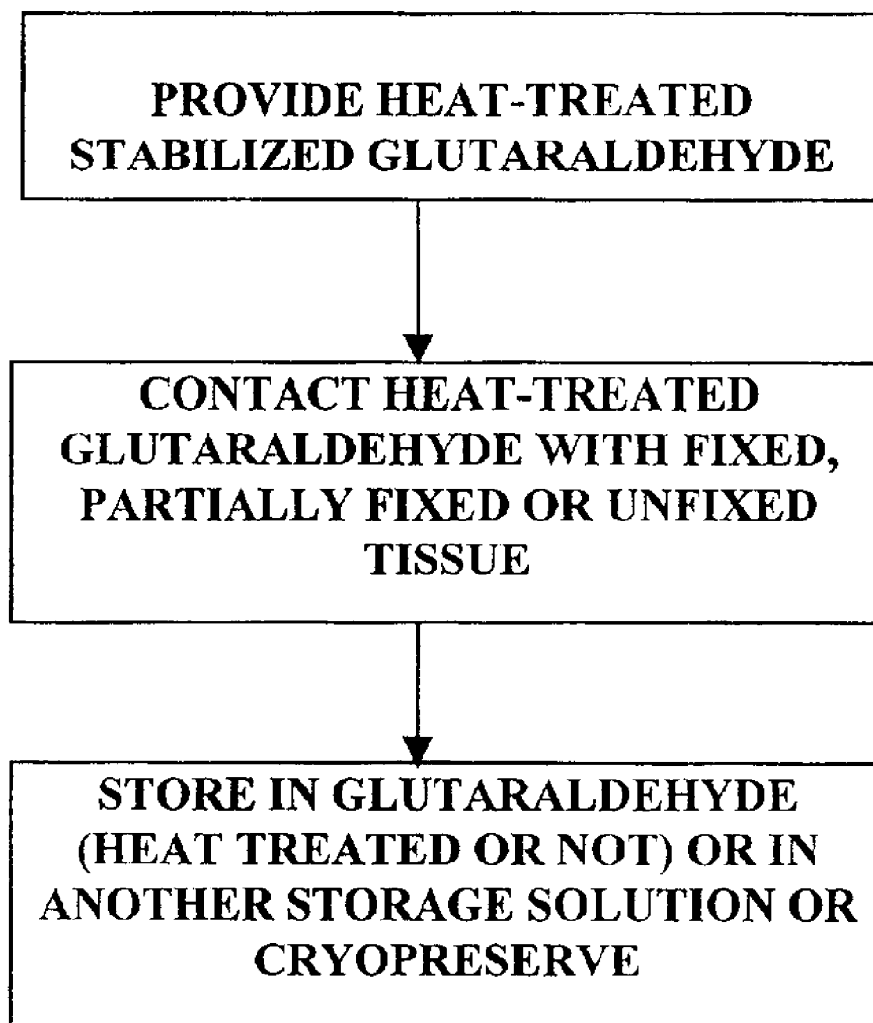 PROVIDE HEAT-TREATED
STABILIZED GLUTARALDEHYDE
CONTACT HEAT-TREATED
GLUTARALDEHYDE WITH FIXED,
PARTIALLY FIXED OR UNFIXED
TISSUE
STORE IN GLUTARALDEHYDE
(HEAT TREATED OR NOT) OR IN
ANOTHER STORAGE SOLUTION OR
CRYOPRESERVE